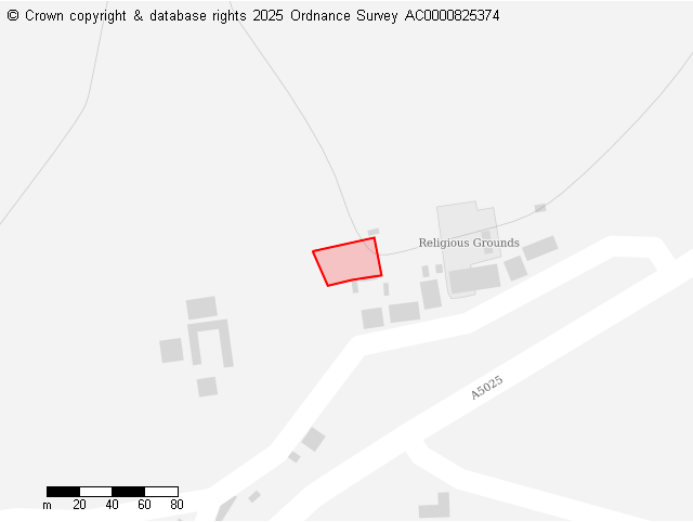 © Crown copyright & database rights 2025 Ordnance Survey AC0000825374
Religious Grounds
A5025
m 20 40 60 80